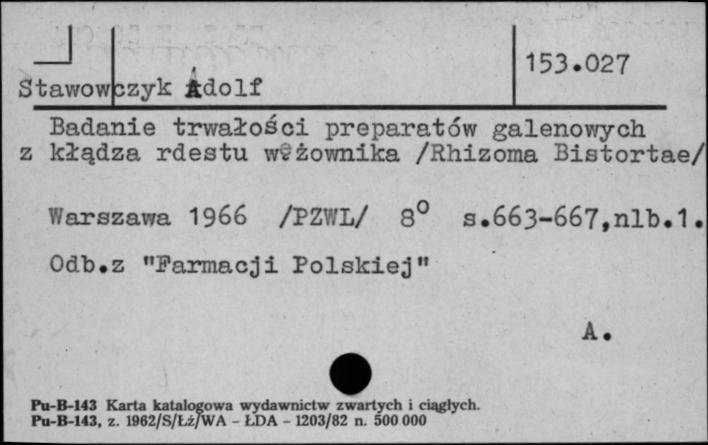 153.027
Stawowczyk Adolf
Badanie trwałości preparatów galenowych
z kłądza rdestu wężownika /Rhizoma Bistortae/
Warszawa 1966 /PZWL/ 8° s.663-667,nlb.1.
Odb.z "Farmacji Polskiej"
A.
Pu-B-143 Karta katalogowa wydawnictw zwartych i ciągłych.
Pu-B-143, z. 1962/S/Łż/WA - ŁDA - 1203/82 n. 500 000